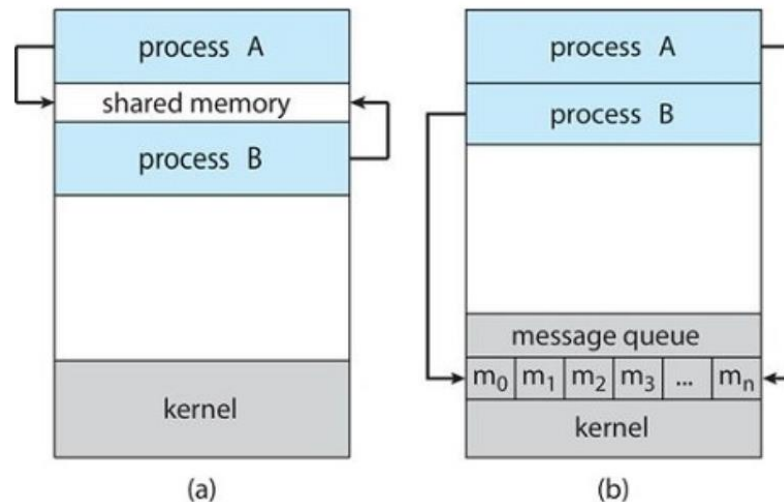 process A
shared memory
process B
kernel
(a)
process A
process B
message queue
m₀ m₁ m₂ m₃ ... mₙ
kernel
(b)